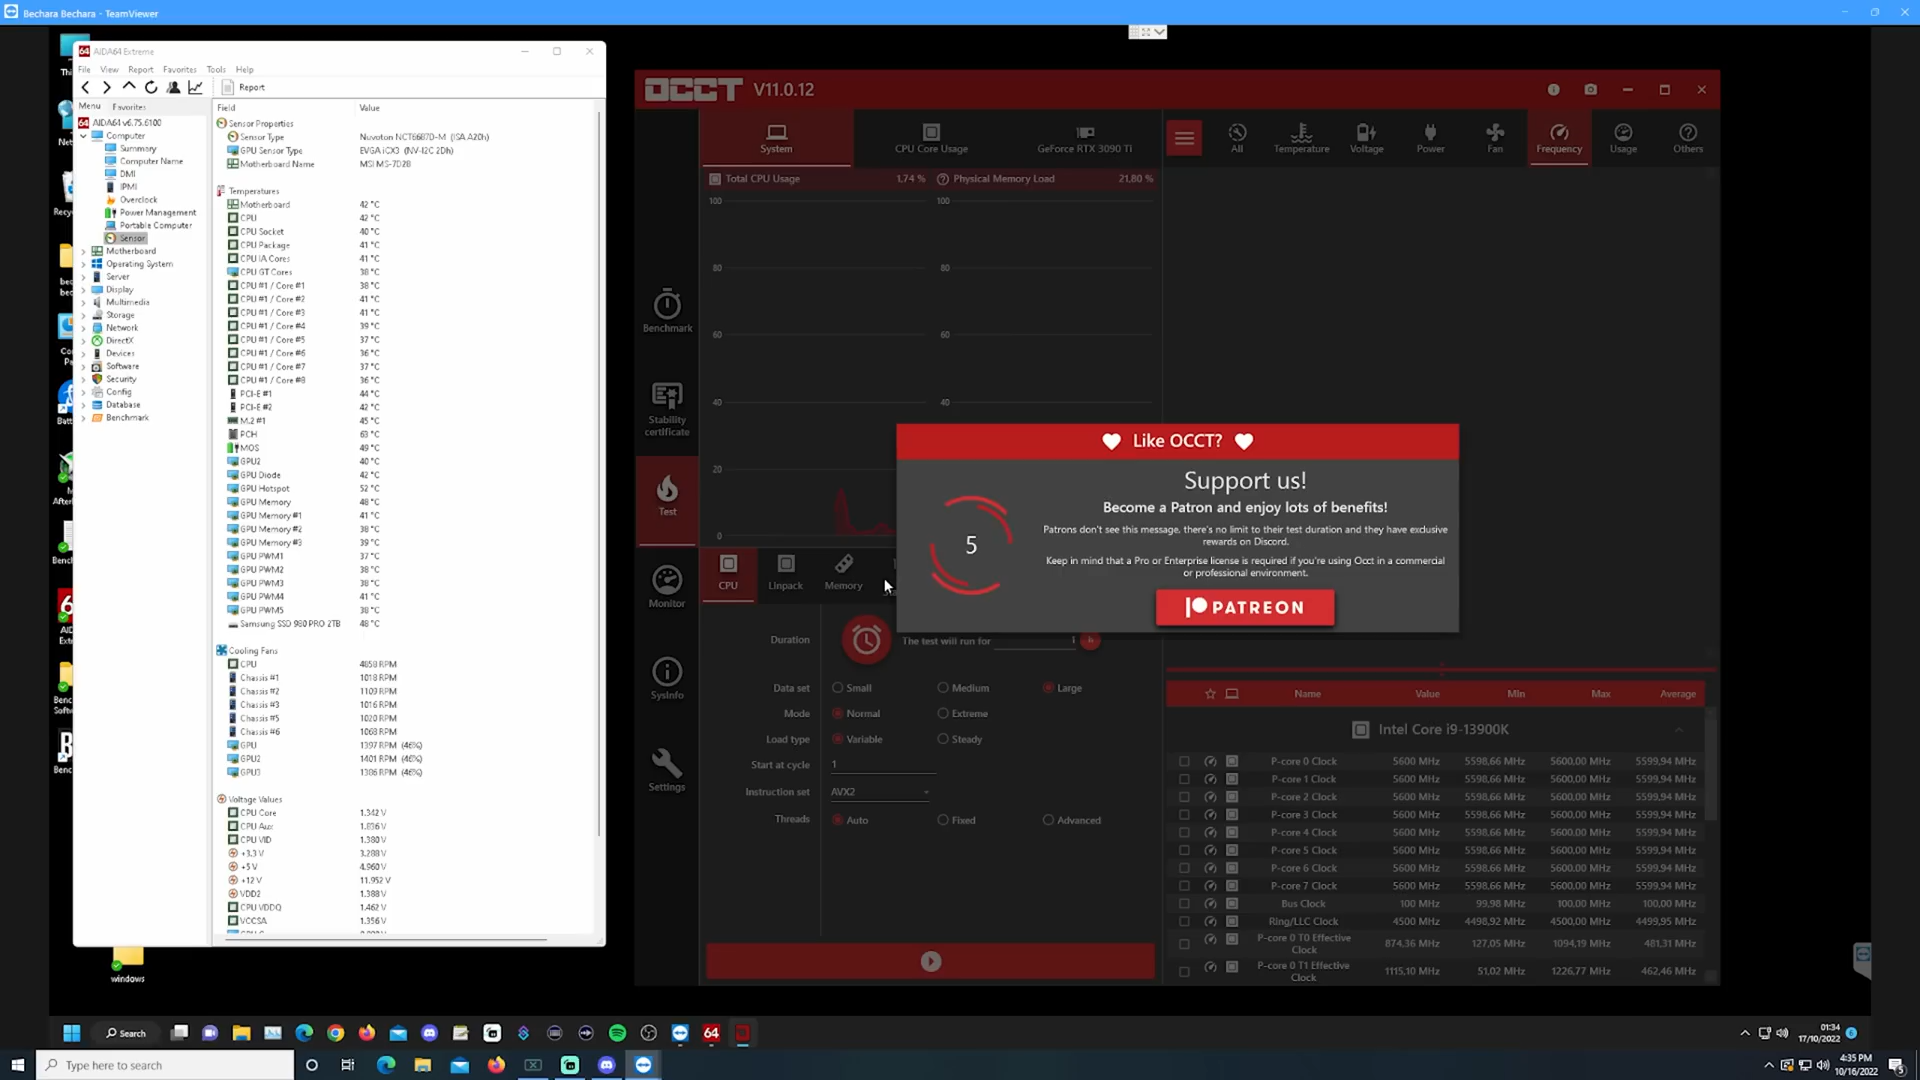 Bechara Bechara - TeamViewer
AIDA64 Extreme
File View Report Favorites Tools Help
Report
Menu Favorites
AIDA64 v6.75.6100
Computer
Summary
Computer Name
DMI
IPMI
Overclock
Power Management
Portable Computer
Sensor
Motherboard
Operating System
Server
Display
Multimedia
Storage
Network
DirectX
Devices
Software
Security
Config
Database
Benchmark
Field Value
Sensor Properties
Sensor Type Nuvoton NCT6687D-M (ISA A20h)
GPU Sensor Type EVGA iCX3 (NV-I2C 2Dh)
Motherboard Name MSI MS-7D28
Temperatures
Motherboard 42 °C
CPU 42 °C
CPU Socket 40 °C
CPU Package 41 °C
CPU IA Cores 41 °C
CPU GT Cores 38 °C
CPU #1 / Core #1 38 °C
CPU #1 / Core #2 41 °C
CPU #1 / Core #3 41 °C
CPU #1 / Core #4 39 °C
CPU #1 / Core #5 37 °C
CPU #1 / Core #6 36 °C
CPU #1 / Core #7 37 °C
CPU #1 / Core #8 36 °C
PCI-E #1 44 °C
PCI-E #2 42 °C
M.2 #1 45 °C
PCH 63 °C
MOS 49 °C
GPU2 40 °C
GPU Diode 42 °C
GPU Hotspot 52 °C
GPU Memory 48 °C
GPU Memory #1 41 °C
GPU Memory #2 38 °C
GPU Memory #3 39 °C
GPU PWM1 37 °C
GPU PWM2 38 °C
GPU PWM3 38 °C
GPU PWM4 41 °C
GPU PWM5 38 °C
Samsung SSD 980 PRO 2TB 48 °C
Cooling Fans
CPU 4858 RPM
Chassis #1 1018 RPM
Chassis #2 1109 RPM
Chassis #3 1016 RPM
Chassis #5 1020 RPM
Chassis #6 1068 RPM
GPU 1397 RPM (46%)
GPU2 1401 RPM (46%)
GPU3 1386 RPM (46%)
Voltage Values
CPU Core 1.342 V
CPU Aux 1.836 V
CPU VID 1.380 V
+3.3 V 3.288 V
+5 V 4.960 V
+12 V 11.952 V
VDD2 1.388 V
CPU VDDQ 1.462 V
VCCSA 1.356 V
windows
OCCT V11.0.12
System
CPU Core Usage
GeForce RTX 3090 TI
All
Temperature
Voltage
Power
Fan
Frequency
Usage
Others
Total CPU Usage 1,74 %
Physical Memory Load 21,80 %
100 100
80 80
60 60
40 40
20
0
Benchmark
Stability
certificate
Test
Monitor
SysInfo
Settings
Like OCCT?
5
Support us!
Become a Patron and enjoy lots of benefits!
Patrons don't see this message, there's no limit to their test duration and they have exclusive
rewards on Discord.
Keep in mind that a Pro or Enterprise license is required if you're using Occt in a commercial
or professional environment.
PATREON
CPU
Linpack
Memory
Duration The test will run for 1 h
Data set Small Medium Large
Mode Normal Extreme
Load type Variable Steady
Start at cycle 1
Instruction set AVX2
Threads Auto Fixed Advanced
Name Value Min Max Average
Intel Core i9-13900K
P-core 0 Clock 5600 MHz 5598,66 MHz 5600,00 MHz 5599,94 MHz
P-core 1 Clock 5600 MHz 5598,66 MHz 5600,00 MHz 5599,94 MHz
P-core 2 Clock 5600 MHz 5598,66 MHz 5600,00 MHz 5599,94 MHz
P-core 3 Clock 5600 MHz 5598,66 MHz 5600,00 MHz 5599,94 MHz
P-core 4 Clock 5600 MHz 5598,66 MHz 5600,00 MHz 5599,94 MHz
P-core 5 Clock 5600 MHz 5598,66 MHz 5600,00 MHz 5599,94 MHz
P-core 6 Clock 5600 MHz 5598,66 MHz 5600,00 MHz 5599,94 MHz
P-core 7 Clock 5600 MHz 5598,66 MHz 5600,00 MHz 5599,94 MHz
Bus Clock 100 MHz 99,98 MHz 100,00 MHz 100,00 MHz
Ring/LLC Clock 4500 MHz 4498,92 MHz 4500,00 MHz 4499,95 MHz
P-core 0 T0 Effective
Clock 874,36 MHz 127,05 MHz 1094,19 MHz 481,31 MHz
P-core 0 T1 Effective
Clock 1115,10 MHz 51,02 MHz 1226,77 MHz 462,46 MHz
Search
64
01:34
17/10/2022
6
Type here to search
4:35 PM
10/16/2022
5